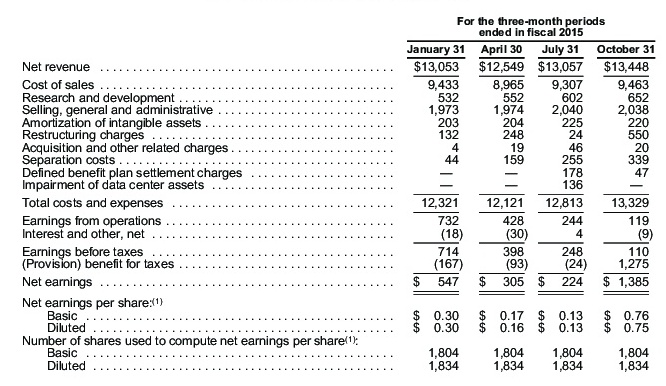 For the three-month periods
ended in fiscal 2015
January 31 April 30 July 31 October 31
Net revenue $13,053 $12,549 $13,057 $13,448
Cost of sales 9,433 8,965 9,307 9,463
Research and development 532 552 602 652
Selling, general and administrative 1,973 1,974 2,040 2,038
Amortization of intangible assets 203 204 225 220
Restructuring charges 132 248 24 550
Acquisition and other related charges 4 19 46 20
Separation costs 44 159 255 339
Defined benefit plan settlement charges — — 178 47
Impairment of data center assets — — 136 —
Total costs and expenses 12,321 12,121 12,813 13,329
Earnings from operations 732 428 244 119
Interest and other, net (18) (30) 4 (9)
Earnings before taxes 714 398 248 110
(Provision) benefit for taxes (167) (93) (24) 1,275
Net earnings $ 547 $ 305 $ 224 $ 1,385
Net earnings per share:(1)
Basic $ 0.30 $ 0.17 $ 0.13 $ 0.76
Diluted $ 0.30 $ 0.16 $ 0.13 $ 0.75
Number of shares used to compute net earnings per share(1):
Basic 1,804 1,804 1,804 1,804
Diluted 1,834 1,834 1,834 1,834